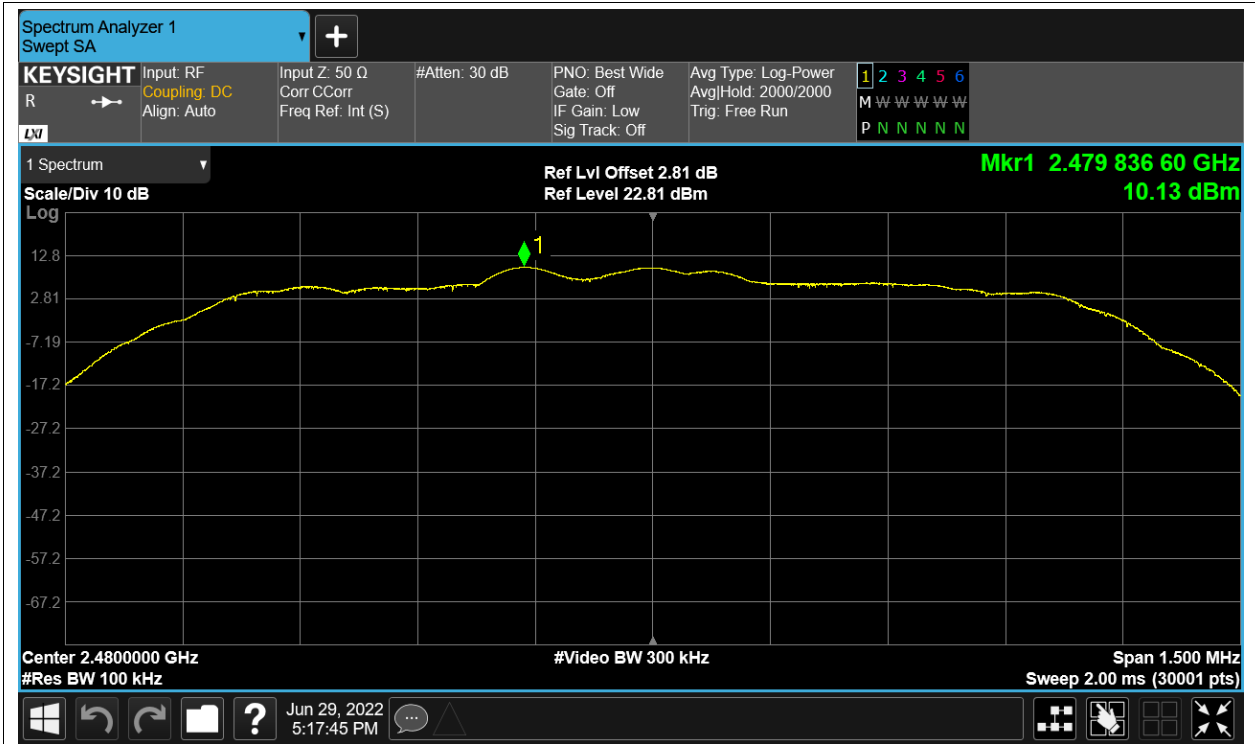 Spectrum Analyzer 1
Swept SA
KEYSIGHT
R
LXI
Input: RF
Coupling: DC
Align: Auto
Input Z: 50 Ω
Corr CCorr
Freq Ref: Int (S)
#Atten: 30 dB
PNO: Best Wide
Gate: Off
IF Gain: Low
Sig Track: Off
Avg Type: Log-Power
Avg|Hold: 2000/2000
Trig: Free Run
1 2 3 4 5 6
M W W W W W
P N N N N N
1 Spectrum
Scale/Div 10 dB
Log
Ref Lvl Offset 2.81 dB
Ref Level 22.81 dBm
Mkr1 2.479 836 60 GHz
10.13 dBm
1
12.8
2.81
-7.19
-17.2
-27.2
-37.2
-47.2
-57.2
-67.2
Center 2.4800000 GHz
#Res BW 100 kHz
#Video BW 300 kHz
Span 1.500 MHz
Sweep 2.00 ms (30001 pts)
?
Jun 29, 2022
5:17:45 PM